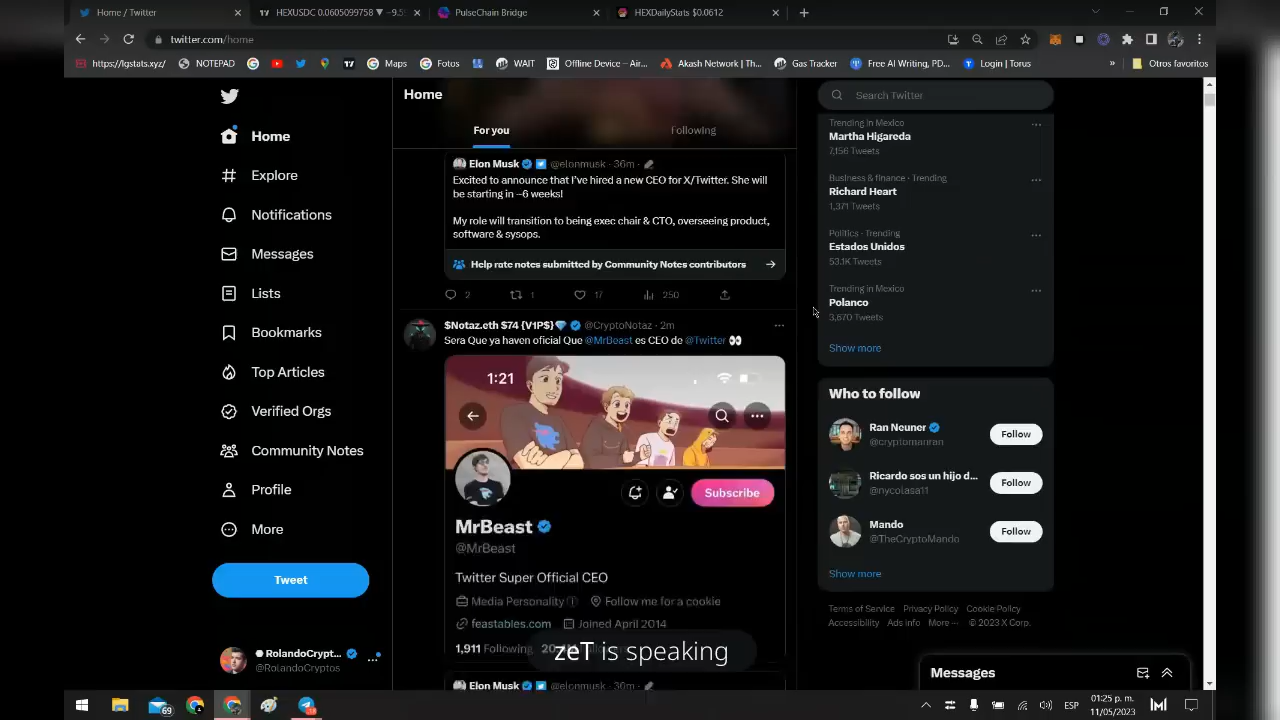 Home / Twitter
HEXUSDC 0.0605099758 ▼ −9.5
PulseChain Bridge
HEXDailyStats $0.0612
twitter.com/home
https://lgstats.xyz/
NOTEPAD
Maps
Fotos
WAIT
Offline Device – Air...
Akash Network | Th...
Gas Tracker
Free AI Writing, PD...
Login | Torus
»
Otros favoritos
Home
Explore
Notifications
Messages
Lists
Bookmarks
Top Articles
Verified Orgs
Community Notes
Profile
More
Tweet
RolandoCrypt...
@RolandoCryptos
Home
For you
Following
Elon Musk @elonmusk · 36m ·
Excited to announce that I've hired a new CEO for X/Twitter. She will
be starting in ~6 weeks!
My role will transition to being exec chair & CTO, overseeing product,
software & sysops.
Help rate notes submitted by Community Notes contributors
2
1
17
250
$Notaz.eth $74 {V1P$}💎 @CryptoNotaz · 2m
Sera Que ya haven oficial Que @MrBeast es CEO de @Twitter 👀
1:21
Subscribe
MrBeast
@MrBeast
Twitter Super Official CEO
Media Personality
Follow me for a cookie
feastables.com
Joined April 2014
1,911 Following
zeT is speaking
Elon Musk @elonmusk · 36m ·
Search Twitter
Trending in Mexico
Martha Higareda
7,156 Tweets
Business & finance · Trending
Richard Heart
1,371 Tweets
Politics · Trending
Estados Unidos
53.1K Tweets
Trending in Mexico
Polanco
3,670 Tweets
Show more
Who to follow
Ran Neuner
@cryptomanran
Follow
Ricardo sos un hijo d...
@nycolasa11
Follow
Mando
@TheCryptoMando
Follow
Show more
Terms of Service Privacy Policy Cookie Policy
Accessibility Ads info More ··· © 2023 X Corp.
Messages
69
ESP
01:25 p. m.
11/05/2023